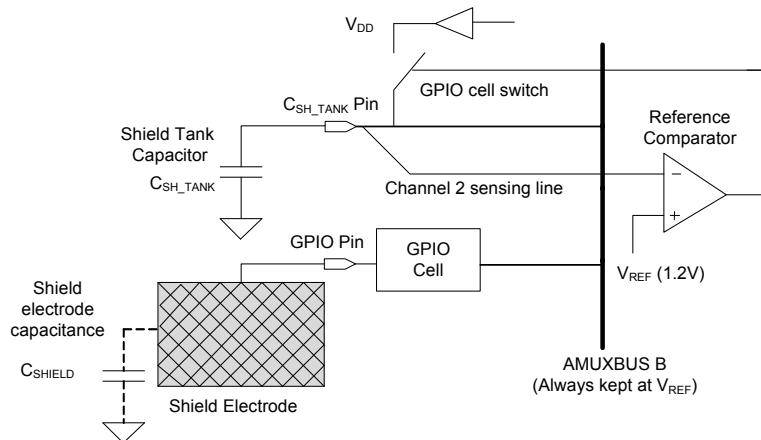 VDD
GPIO cell switch
CSH_TANK Pin
Reference
Comparator
Shield Tank
Capacitor
CSH_TANK
Channel 2 sensing line
−
+
GPIO Pin
GPIO
Cell
VREF (1.2V)
Shield
electrode
capacitance
CSHIELD
AMUXBUS B
(Always kept at VREF)
Shield Electrode